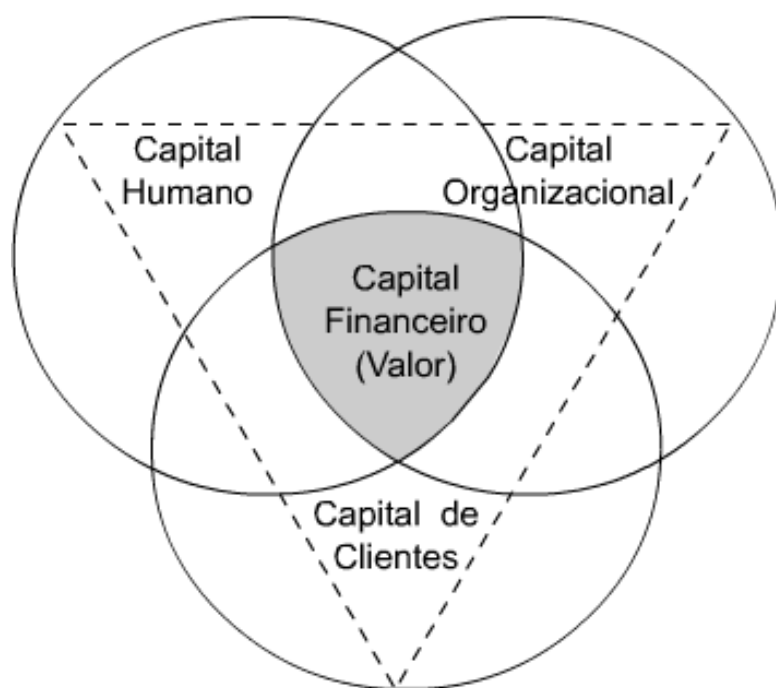 Capital
Humano
Capital
Organizacional
Capital
Financeiro
(Valor)
Capital de
Clientes